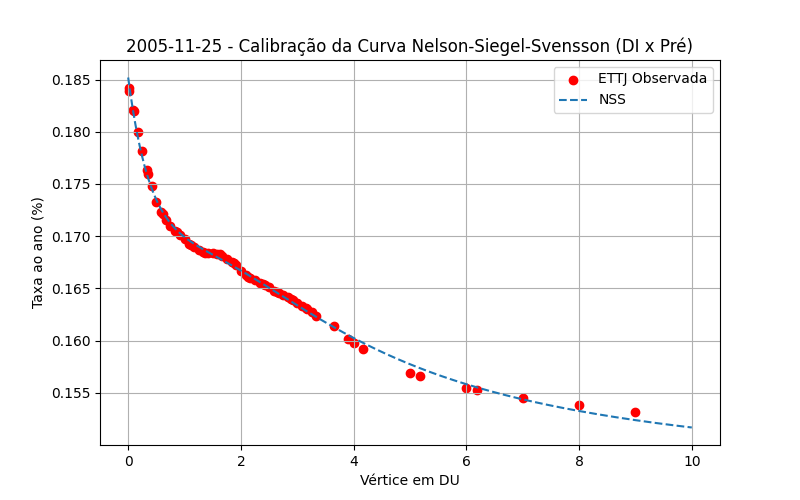 2005-11-25 - Calibração da Curva Nelson-Siegel-Svensson (DI x Pré)
ETTJ Observada
NSS
Taxa ao ano (%)
0.185
0.180
0.175
0.170
0.165
0.160
0.155
0 2 4 6 8 10
Vértice em DU